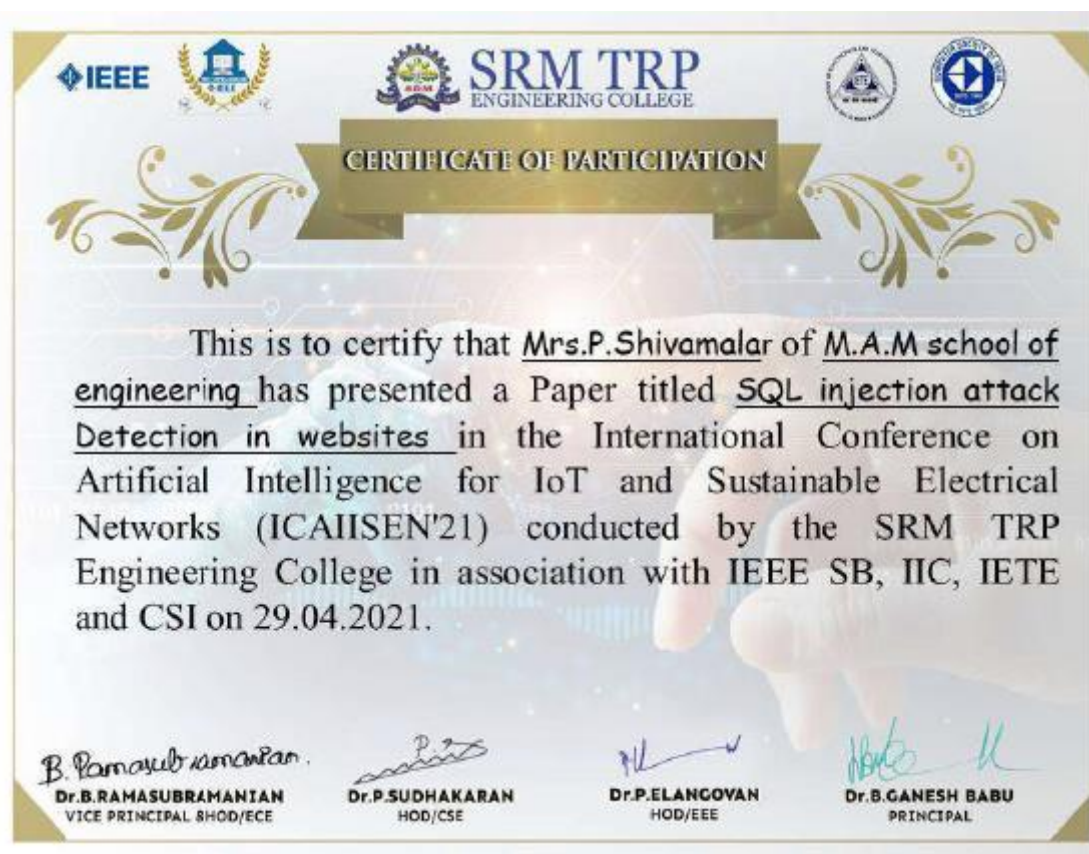 IEEE
SRM TRP
ENGINEERING COLLEGE
CERTIFICATE OF PARTICIPATION
This is to certify that Mrs.P.Shivamalar of M.A.M school of
engineering has presented a Paper titled SQL injection attack
Detection in websites in the International Conference on
Artificial Intelligence for IoT and Sustainable Electrical
Networks (ICAIISEN'21) conducted by the SRM TRP
Engineering College in association with IEEE SB, IIC, IETE
and CSI on 29.04.2021.
B. Ramasubramanian.
Dr.B.RAMASUBRAMANIAN
VICE PRINCIPAL &HOD/ECE
Dr.P.SUDHAKARAN
HOD/CSE
Dr.P.ELANGOVAN
HOD/EEE
Dr.B.GANESH BABU
PRINCIPAL